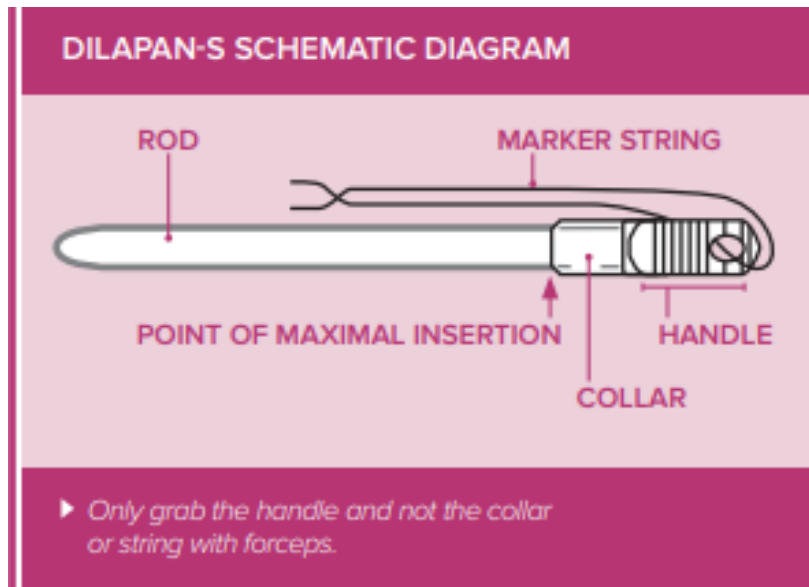 DILAPAN-S SCHEMATIC DIAGRAM
ROD
MARKER STRING
POINT OF MAXIMAL INSERTION
HANDLE
COLLAR
Only grab the handle and not the collar
or string with forceps.